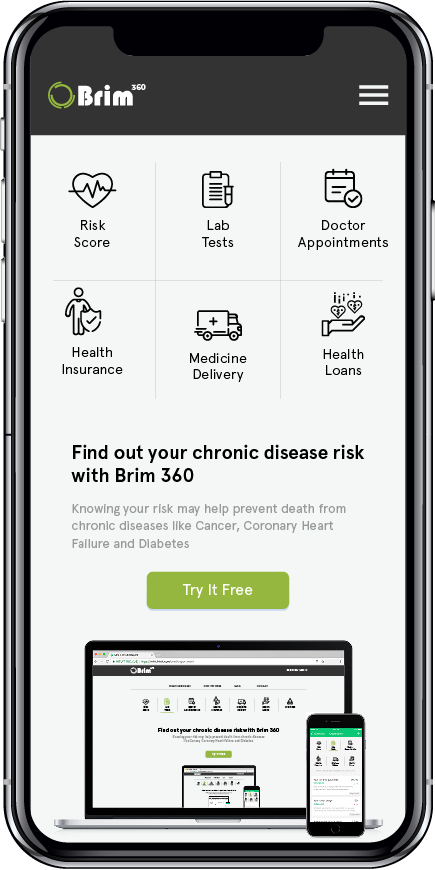 Brim 360
Risk
Score
Lab
Tests
Doctor
Appointments
Health
Insurance
Medicine
Delivery
Health
Loans
Find out your chronic disease risk
with Brim 360
Knowing your risk may help prevent death from
chronic diseases like Cancer, Coronary Heart
Failure and Diabetes
Try It Free
Brim
Find out your chronic disease risk with Brim 360